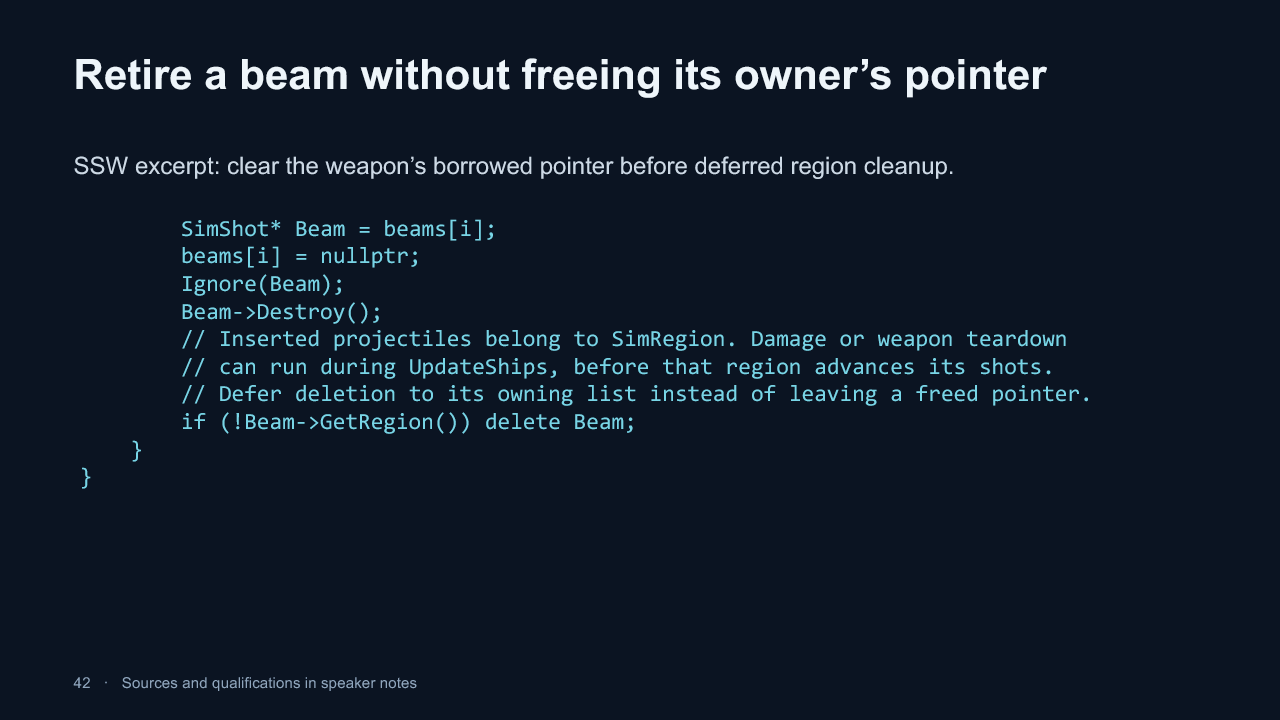 Retire a beam without freeing its owner’s pointer
SSW excerpt: clear the weapon’s borrowed pointer before deferred region cleanup.
        SimShot* Beam = beams[i];
        beams[i] = nullptr;
        Ignore(Beam);
        Beam->Destroy();
        // Inserted projectiles belong to SimRegion. Damage or weapon teardown
        // can run during UpdateShips, before that region advances its shots.
        // Defer deletion to its owning list instead of leaving a freed pointer.
        if (!Beam->GetRegion()) delete Beam;
    }
}
42 · Sources and qualifications in speaker notes